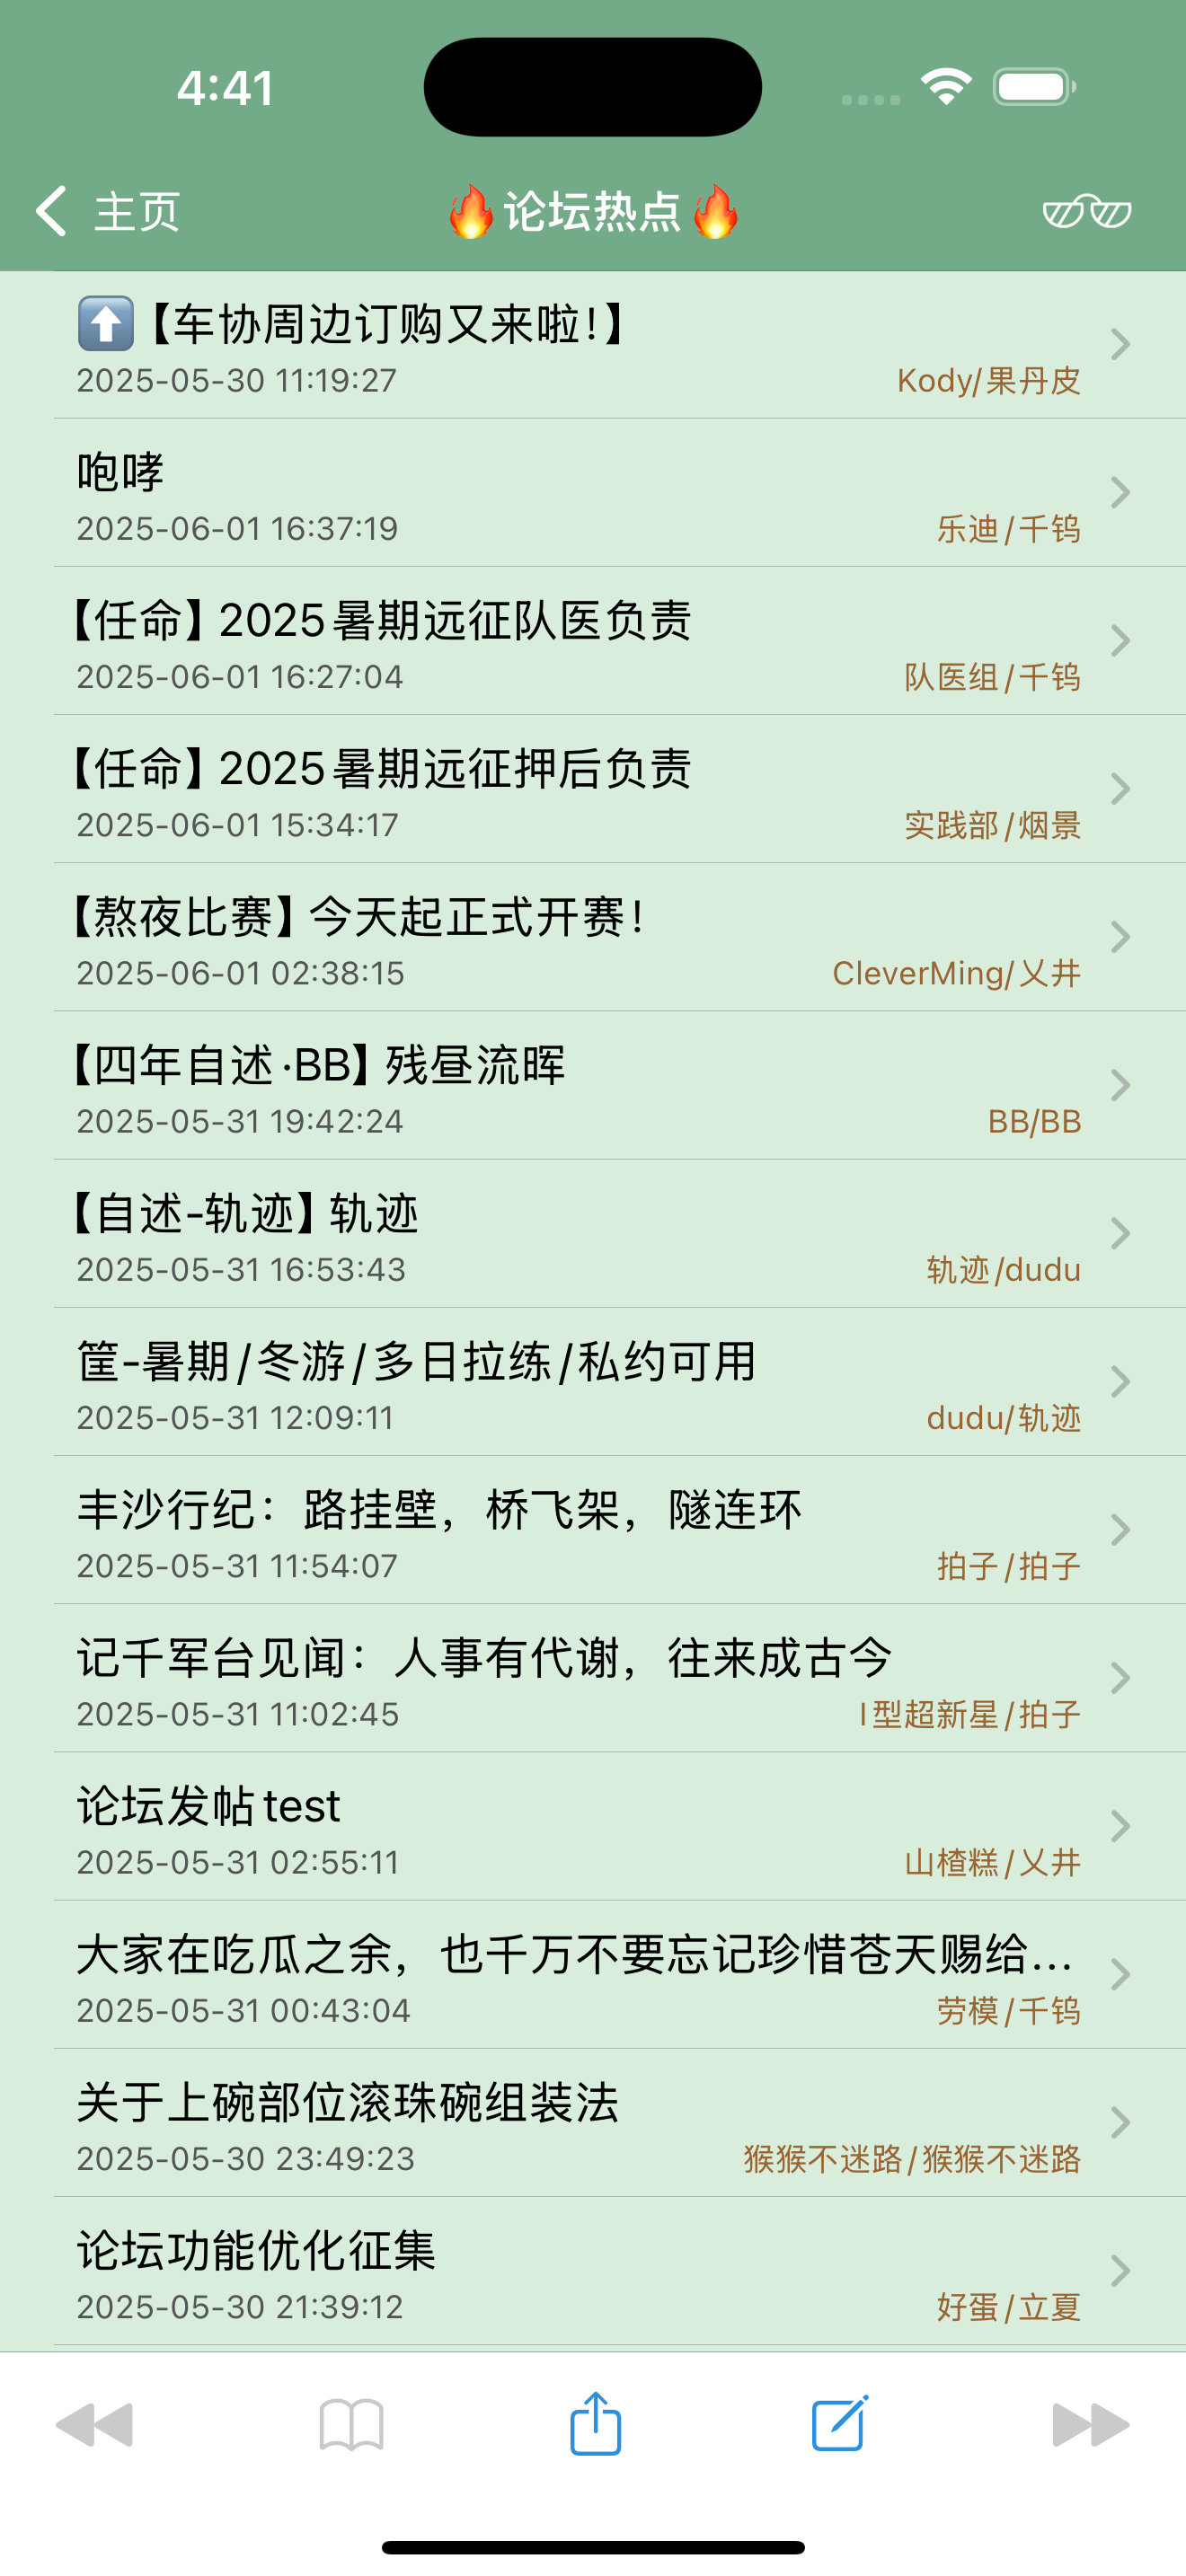 4:41
主页
🔥论坛热点🔥
⬆️【车协周边订购又来啦！】
2025-05-30 11:19:27 Kody/果丹皮
咆哮
2025-06-01 16:37:19 乐迪/千钨
【任命】2025暑期远征队医负责
2025-06-01 16:27:04 队医组/千钨
【任命】2025暑期远征押后负责
2025-06-01 15:34:17 实践部/烟景
【熬夜比赛】今天起正式开赛！
2025-06-01 02:38:15 CleverMing/乂井
【四年自述·BB】残昼流晖
2025-05-31 19:42:24 BB/BB
【自述-轨迹】轨迹
2025-05-31 16:53:43 轨迹/dudu
筐-暑期/冬游/多日拉练/私约可用
2025-05-31 12:09:11 dudu/轨迹
丰沙行纪：路挂壁，桥飞架，隧连环
2025-05-31 11:54:07 拍子/拍子
记千军台见闻：人事有代谢，往来成古今
2025-05-31 11:02:45 I型超新星/拍子
论坛发帖test
2025-05-31 02:55:11 山楂糕/乂井
大家在吃瓜之余，也千万不要忘记珍惜苍天赐给...
2025-05-31 00:43:04 劳模/千钨
关于上碗部位滚珠碗组装法
2025-05-30 23:49:23 猴猴不迷路/猴猴不迷路
论坛功能优化征集
2025-05-30 21:39:12 好蛋/立夏